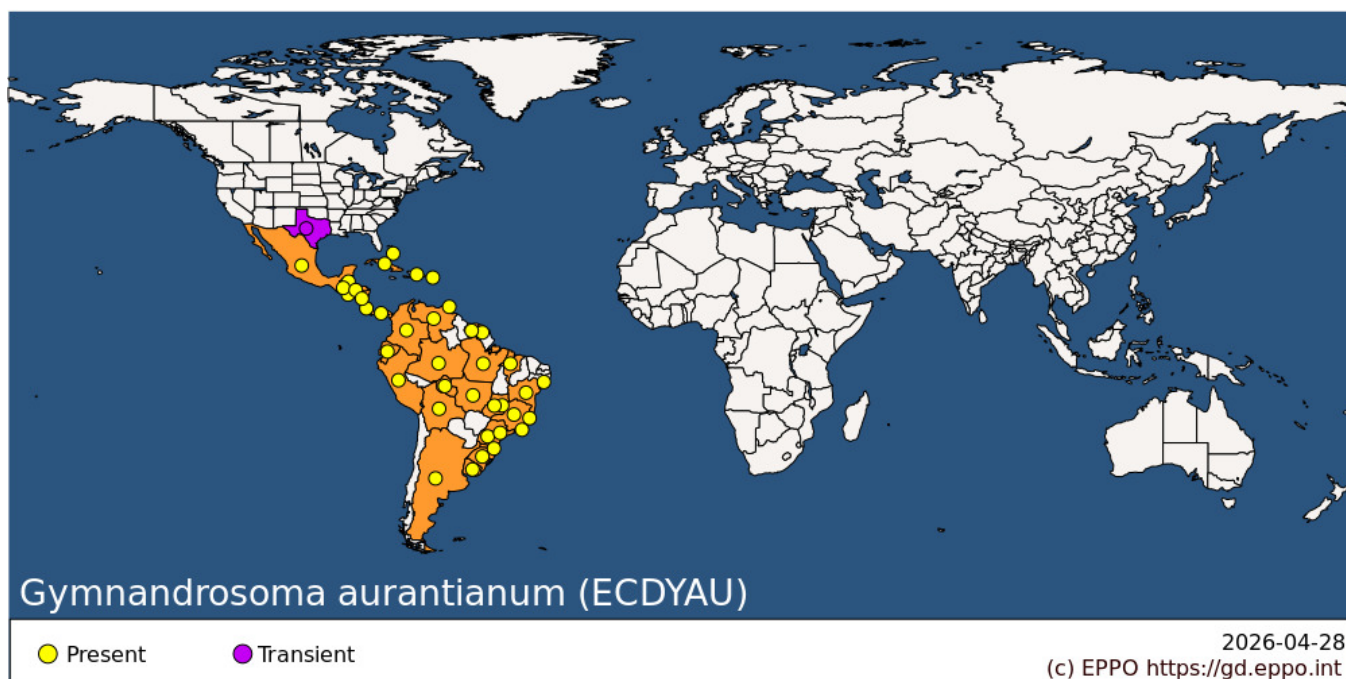 Gymnandrosoma aurantianum (ECDYAU)
Present
Transient
2026-04-28
(c) EPPO https://gd.eppo.int